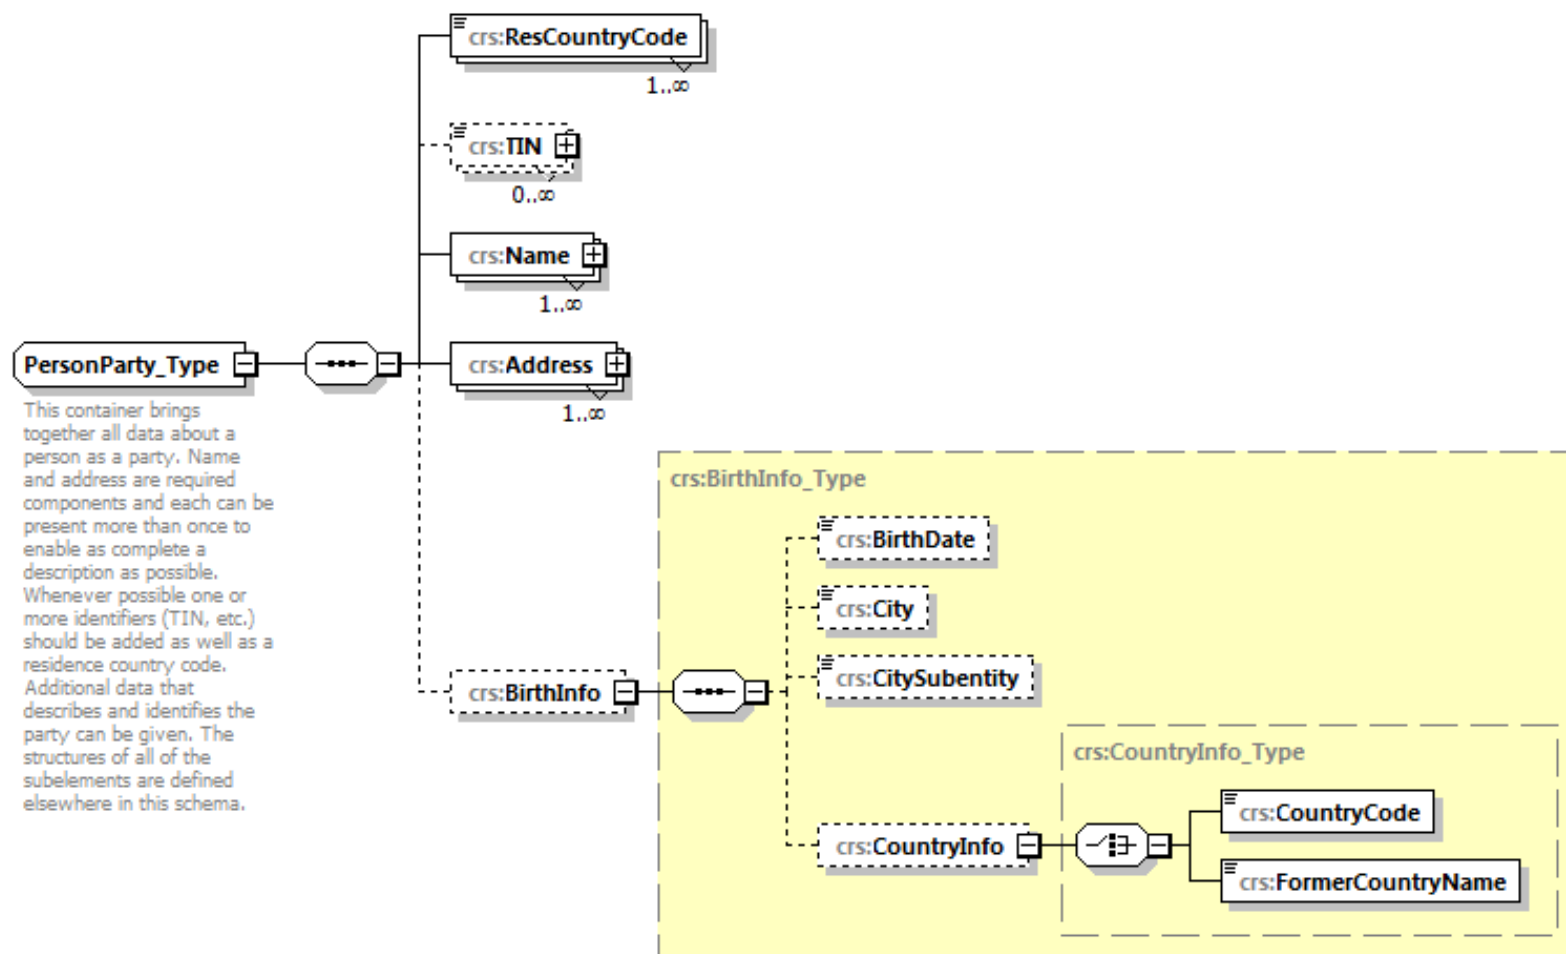 crs:ResCountryCode
1..∞
crs:TIN
0..∞
crs:Name
1..∞
PersonParty_Type
crs:Address
1..∞
This container brings
together all data about a
person as a party. Name
and address are required
components and each can be
present more than once to
enable as complete a
description as possible.
Whenever possible one or
more identifiers (TIN, etc.)
should be added as well as a
residence country code.
Additional data that
describes and identifies the
party can be given. The
structures of all of the
subelements are defined
elsewhere in this schema.
crs:BirthInfo
crs:BirthInfo_Type
crs:BirthDate
crs:City
crs:CitySubentity
crs:CountryInfo
crs:CountryInfo_Type
crs:CountryCode
crs:FormerCountryName